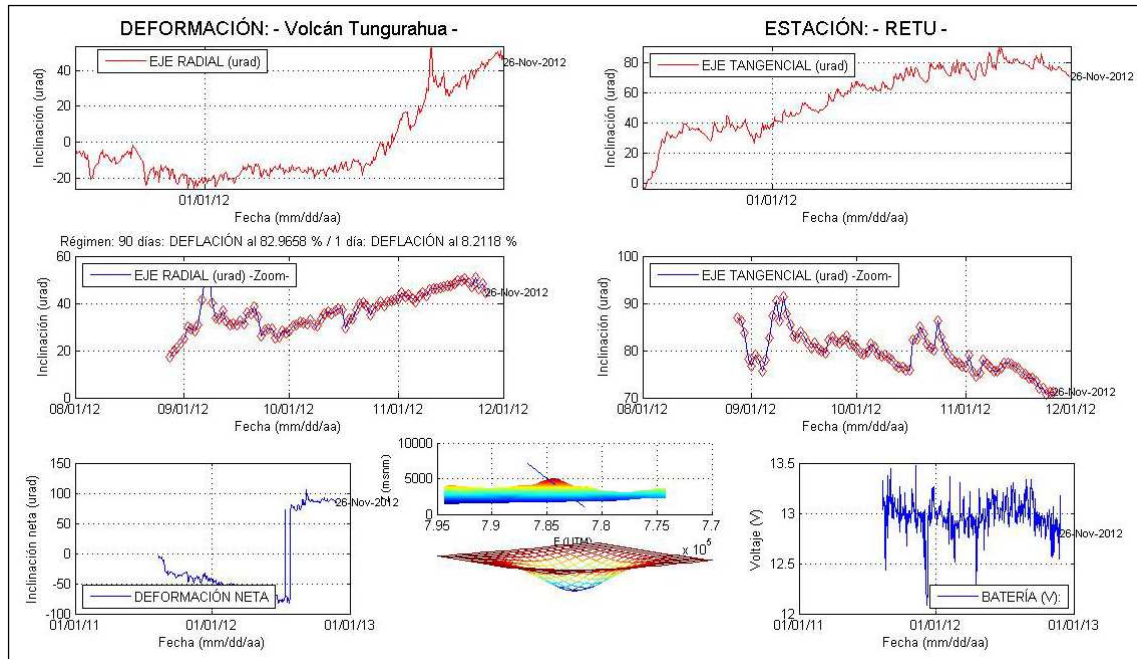 DEFORMACIÓN: - Volcán Tungurahua -
ESTACIÓN: - RETU -
EJE RADIAL (urad)
26-Nov-2012
Inclinación (urad)
40
20
0
-20
01/01/12
Fecha (mm/dd/aa)
EJE TANGENCIAL (urad)
26-Nov-2012
Inclinación (urad)
80
60
40
20
0
01/01/12
Fecha (mm/dd/aa)
Régimen: 90 días: DEFLACIÓN al 82.9658 % / 1 día: DEFLACIÓN al 8.2118 %
EJE RADIAL (urad) -Zoom-
26-Nov-2012
Inclinación (urad)
60
40
20
0
08/01/12 09/01/12 10/01/12 11/01/12 12/01/12
Fecha (mm/dd/aa)
EJE TANGENCIAL (urad) -Zoom-
26-Nov-2012
Inclinación (urad)
100
90
80
70
08/01/12 09/01/12 10/01/12 11/01/12 12/01/12
Fecha (mm/dd/aa)
Inclinación neta (urad)
150
100
50
0
-50
-100
26-Nov-2012
DEFORMACIÓN NETA
01/01/11 01/01/12 01/01/13
Fecha (mm/dd/aa)
(msnm)
10000
5000
0
7.95 7.9 7.85 7.8 7.75 7.7
E (UTM)
x 10^5
Voltaje (V)
13.5
13
12.5
12
26-Nov-2012
BATERÍA (V):
01/01/11 01/01/12 01/01/13
Fecha (mm/dd/aa)